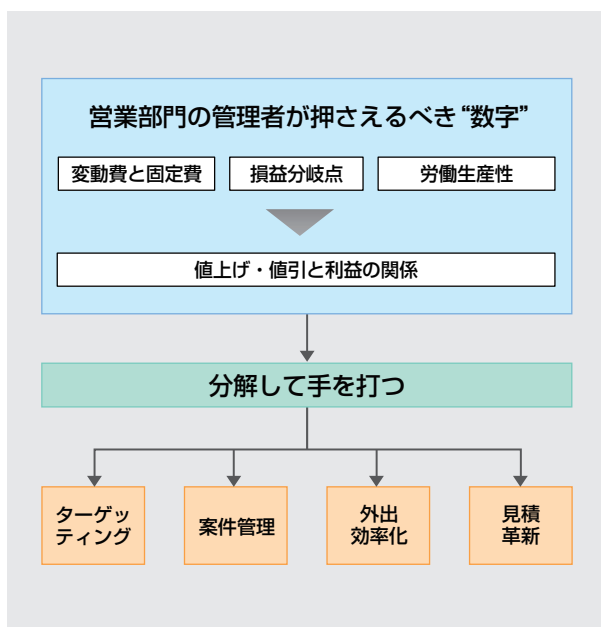 営業部門の管理者が押さえるべき“数字”
変動費と固定費
損益分岐点
労働生産性
値上げ・値引と利益の関係
分解して手を打つ
ターゲッ
ティング
案件管理
外出
効率化
見積
革新